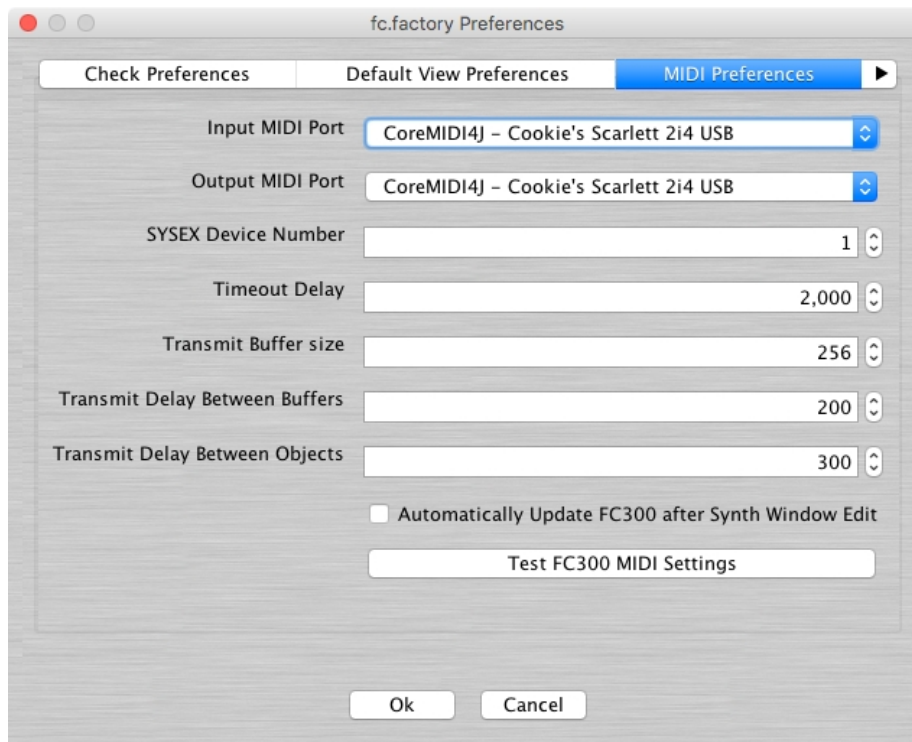 fc.factory Preferences
Check Preferences Default View Preferences MIDI Preferences
Input MIDI Port CoreMIDI4J – Cookie's Scarlett 2i4 USB
Output MIDI Port CoreMIDI4J – Cookie's Scarlett 2i4 USB
SYSEX Device Number 1
Timeout Delay 2,000
Transmit Buffer size 256
Transmit Delay Between Buffers 200
Transmit Delay Between Objects 300
Automatically Update FC300 after Synth Window Edit
Test FC300 MIDI Settings
Ok Cancel